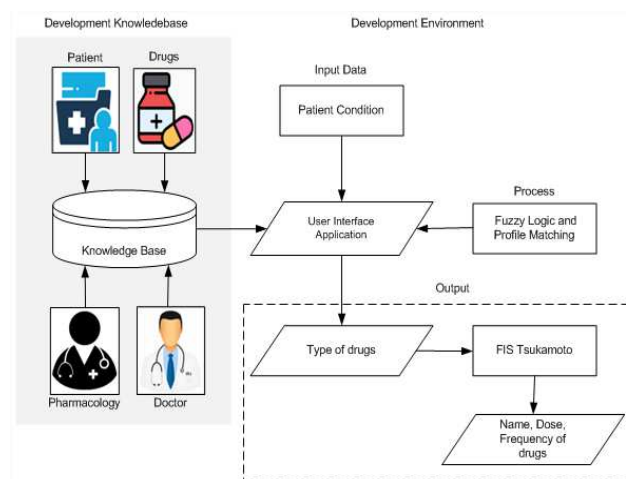 Development Knowledebase
Development Environment
Patient
Drugs
Input Data
Patient Condition
Process
User Interface
Application
Fuzzy Logic and
Profile Matching
Knowledge Base
Output
Type of drugs
FIS Tsukamoto
Pharmacology
Doctor
Name, Dose,
Frequency of
drugs